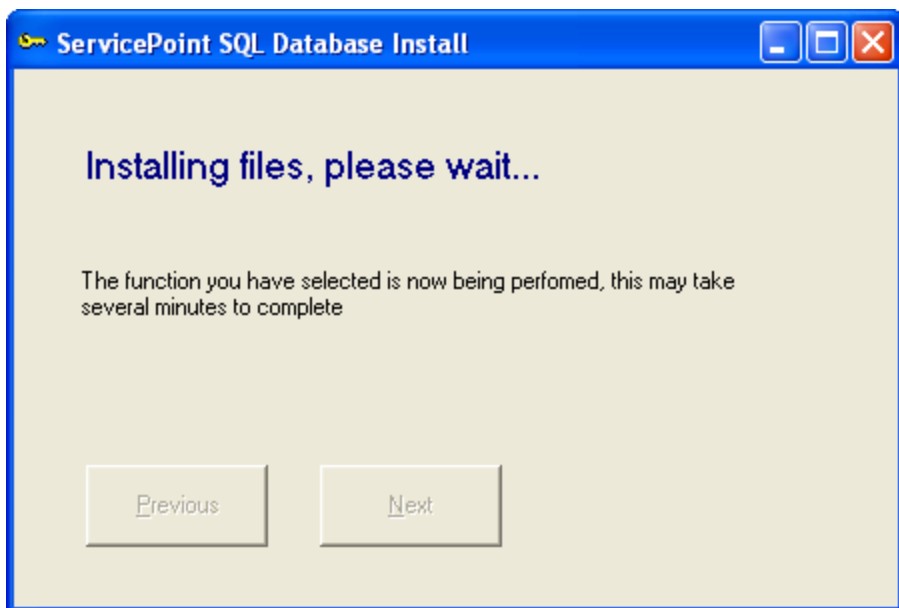 ServicePoint SQL Database Install
Installing files, please wait...
The function you have selected is now being perfomed, this may take
several minutes to complete
Previous
Next